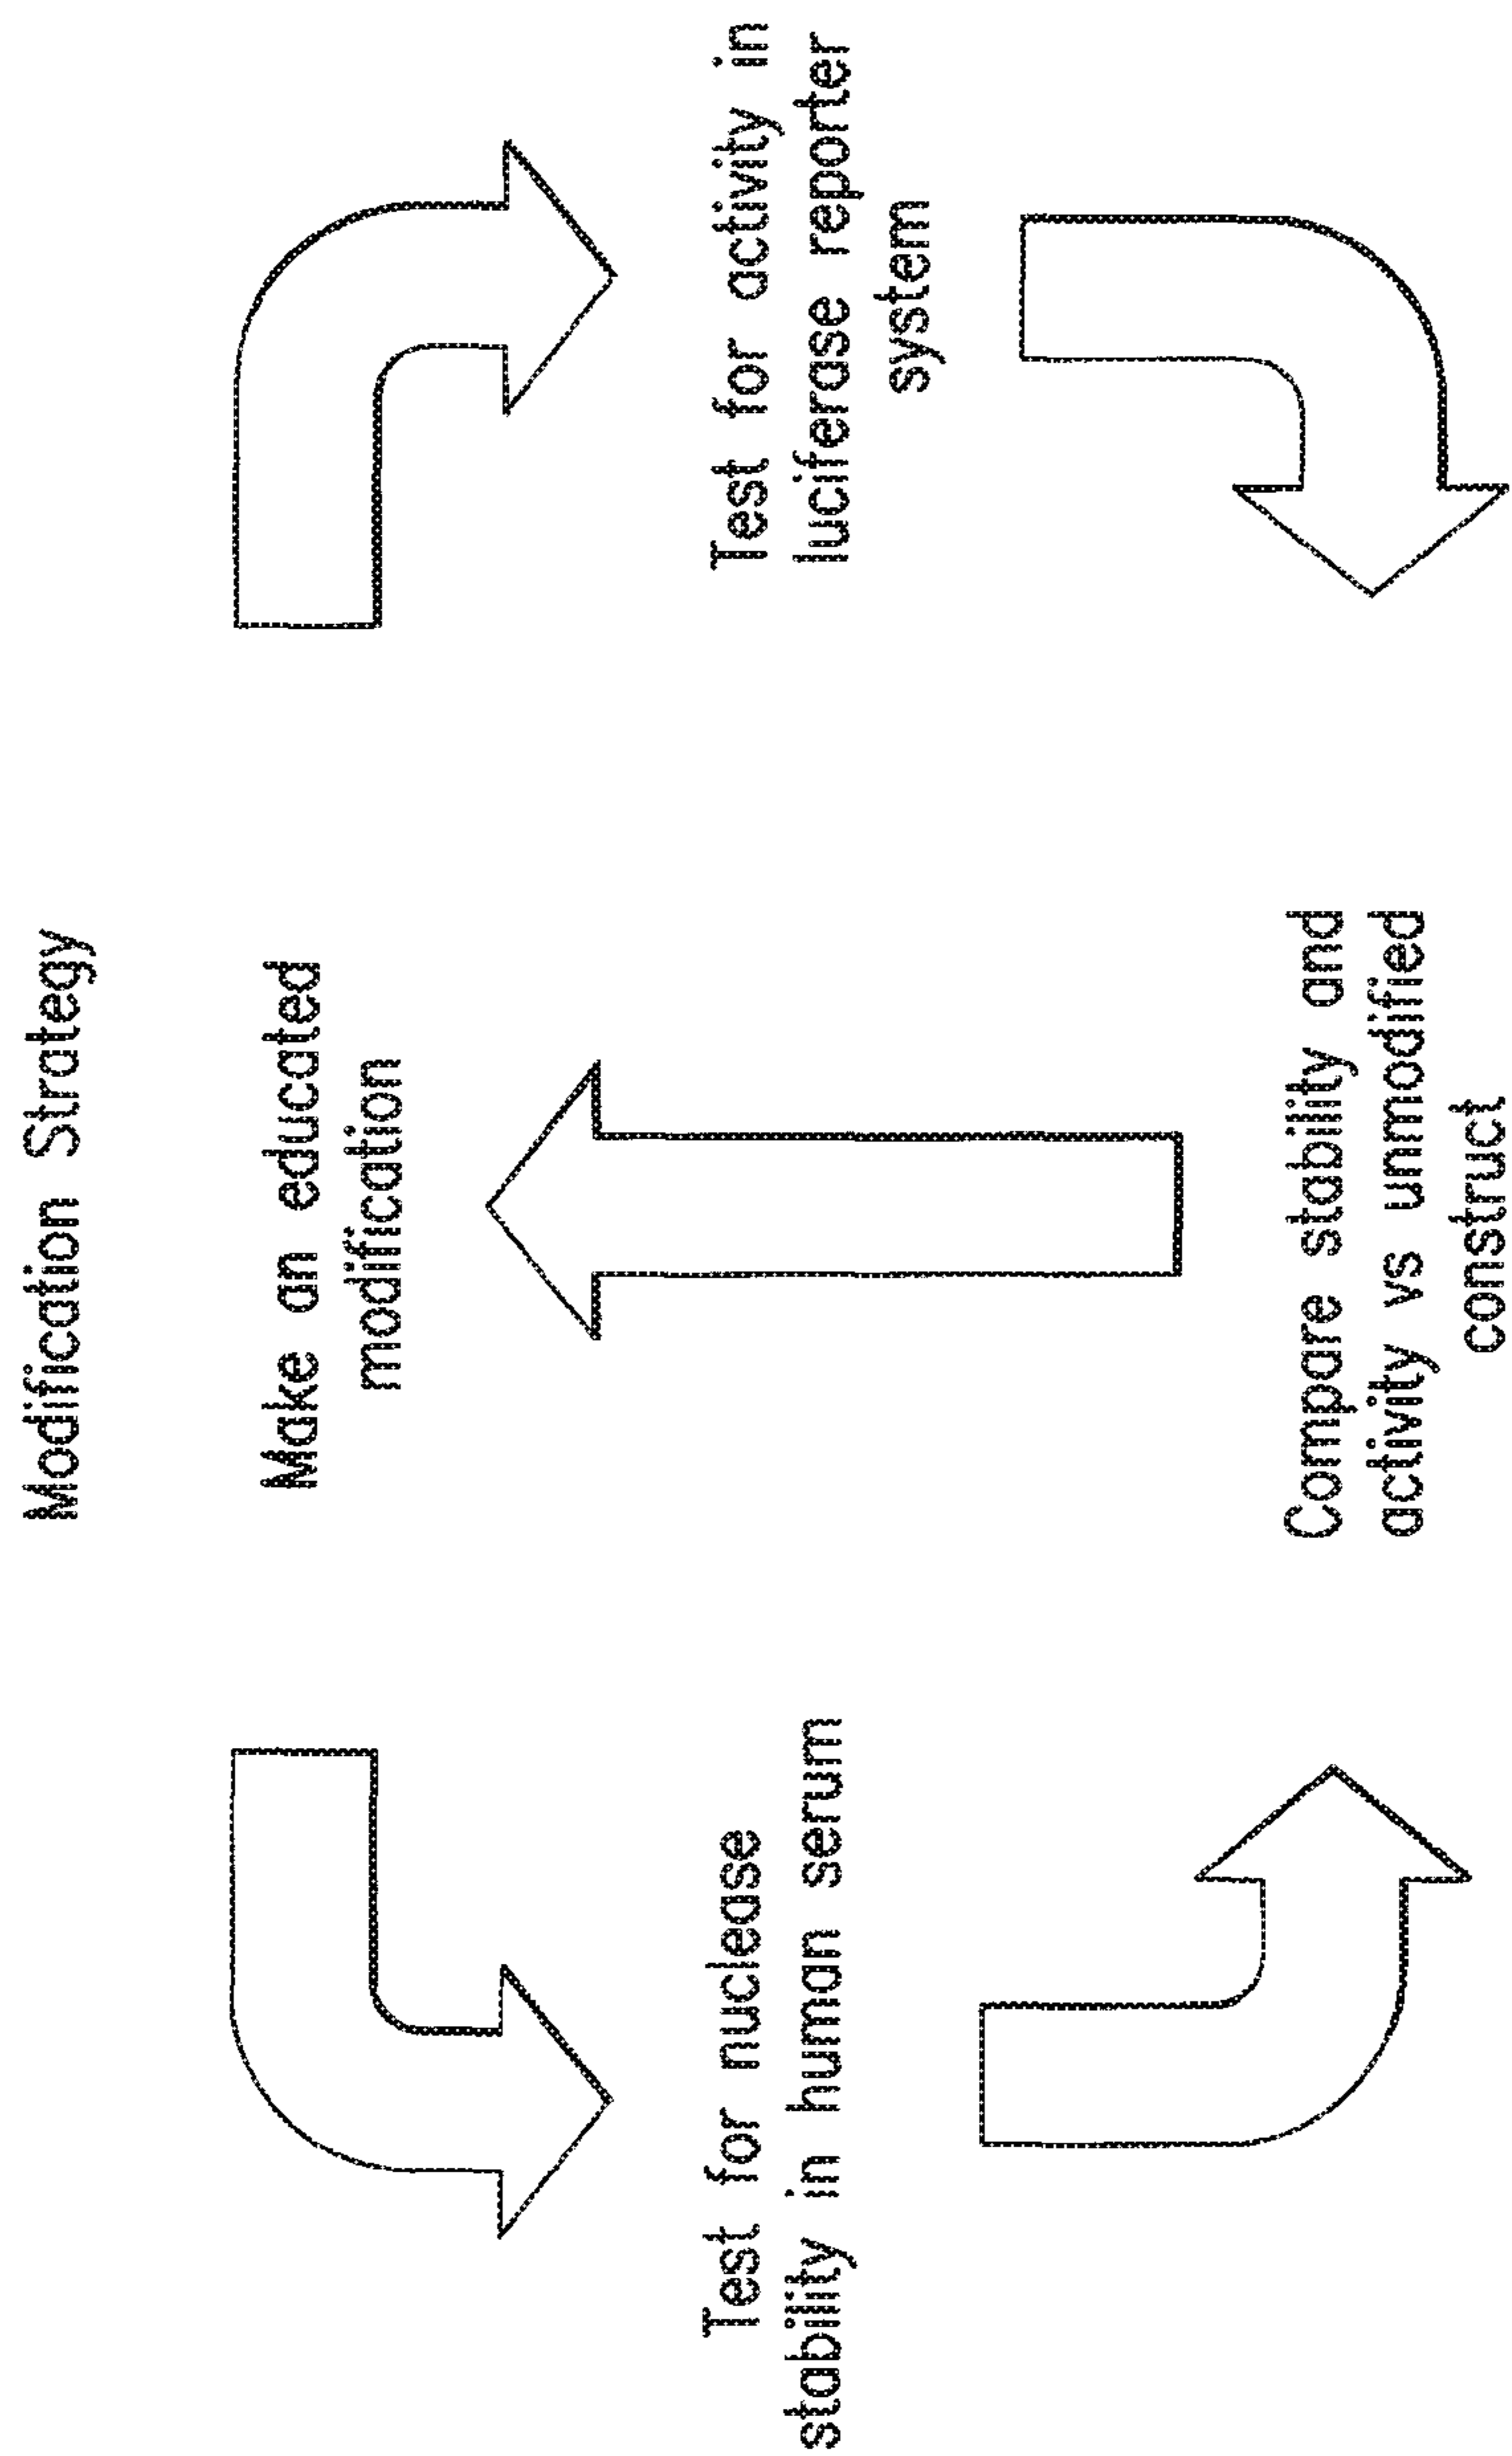 Modification Strategy
Make an educated
modification
Test for nuclease
stability in human serum
Test for activity in
luciferase reporter
system
Compare stability and
activity vs unmodified
construct